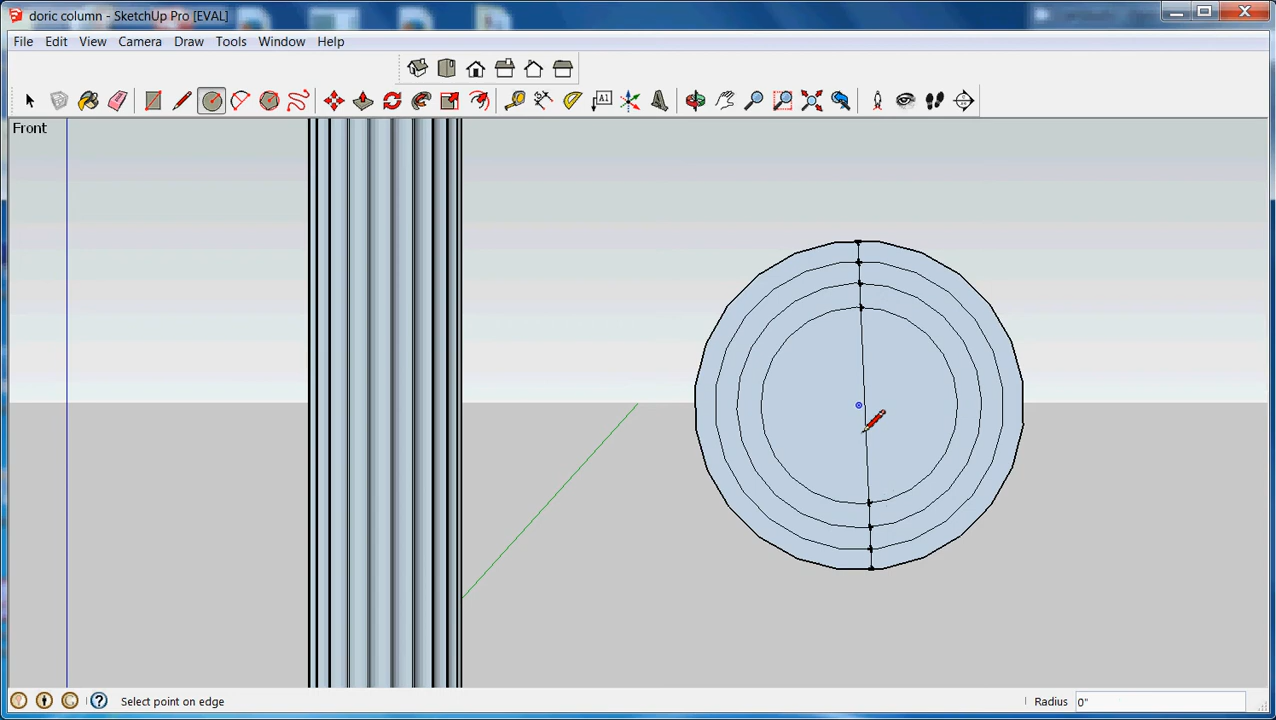 doric column - SketchUp Pro [EVAL]
File Edit View Camera Draw Tools Window Help
A1
Front
Select point on edge
Radius 0"